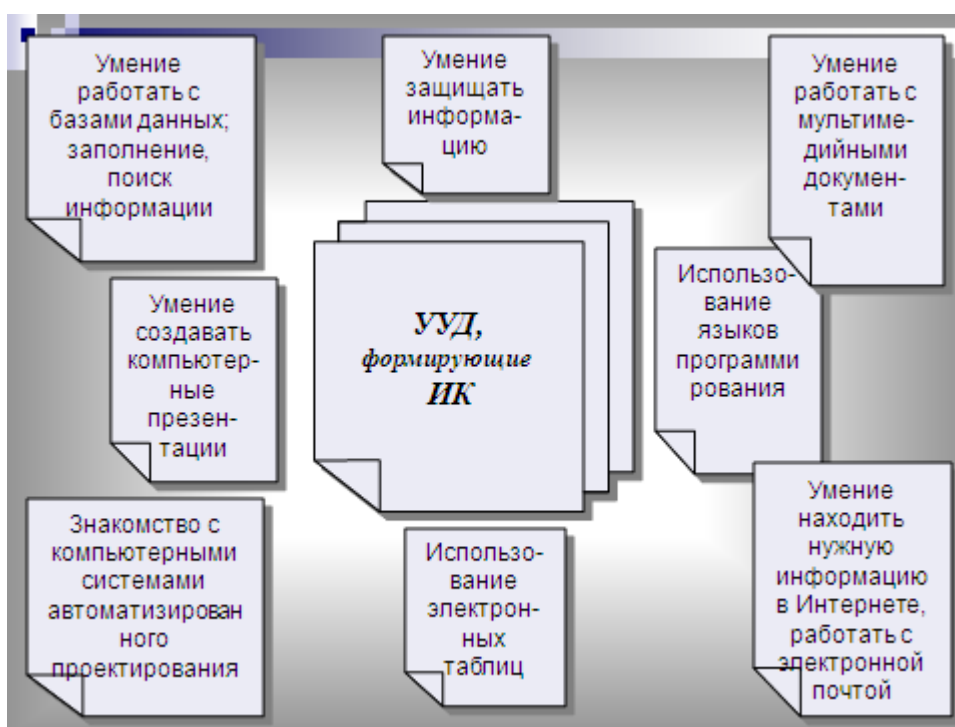 Умение
работать с
базами данных;
заполнение,
поиск
информации
Умение
защищать
информа-
цию
Умение
работать с
мультиме-
дийными
докумен-
тами
Умение
создавать
компьютер-
ные
презен-
тации
УУД,
формирующие
ИК
Использо-
вание
языков
программи
рования
Знакомство с
компьютерными
системами
автоматизирован
ного
проектирования
Использо-
вание
электрон-
ных
таблиц
Умение
находить
нужную
информацию
в Интернете,
работать с
электронной
почтой